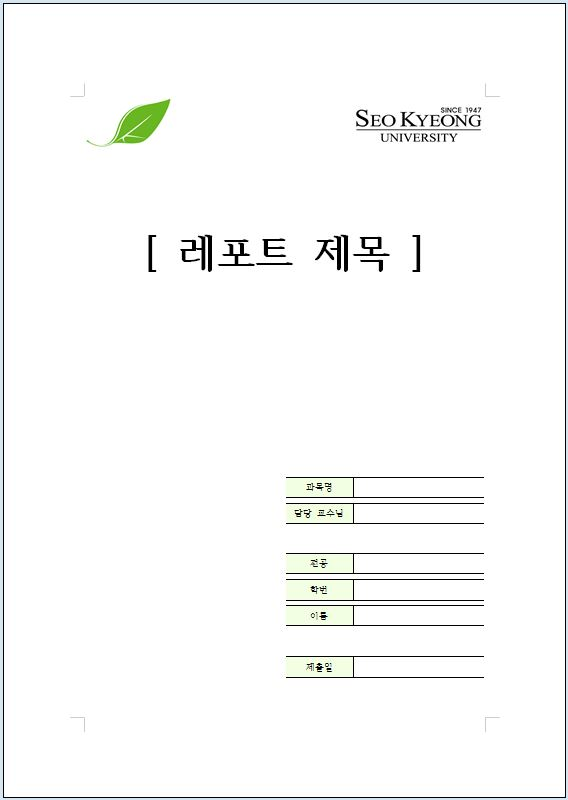 SINCE 1947
SEO KYEONG
UNIVERSITY
[ 레포트 제목 ]
과목명
담당 교수님
전공
학번
이름
제출일